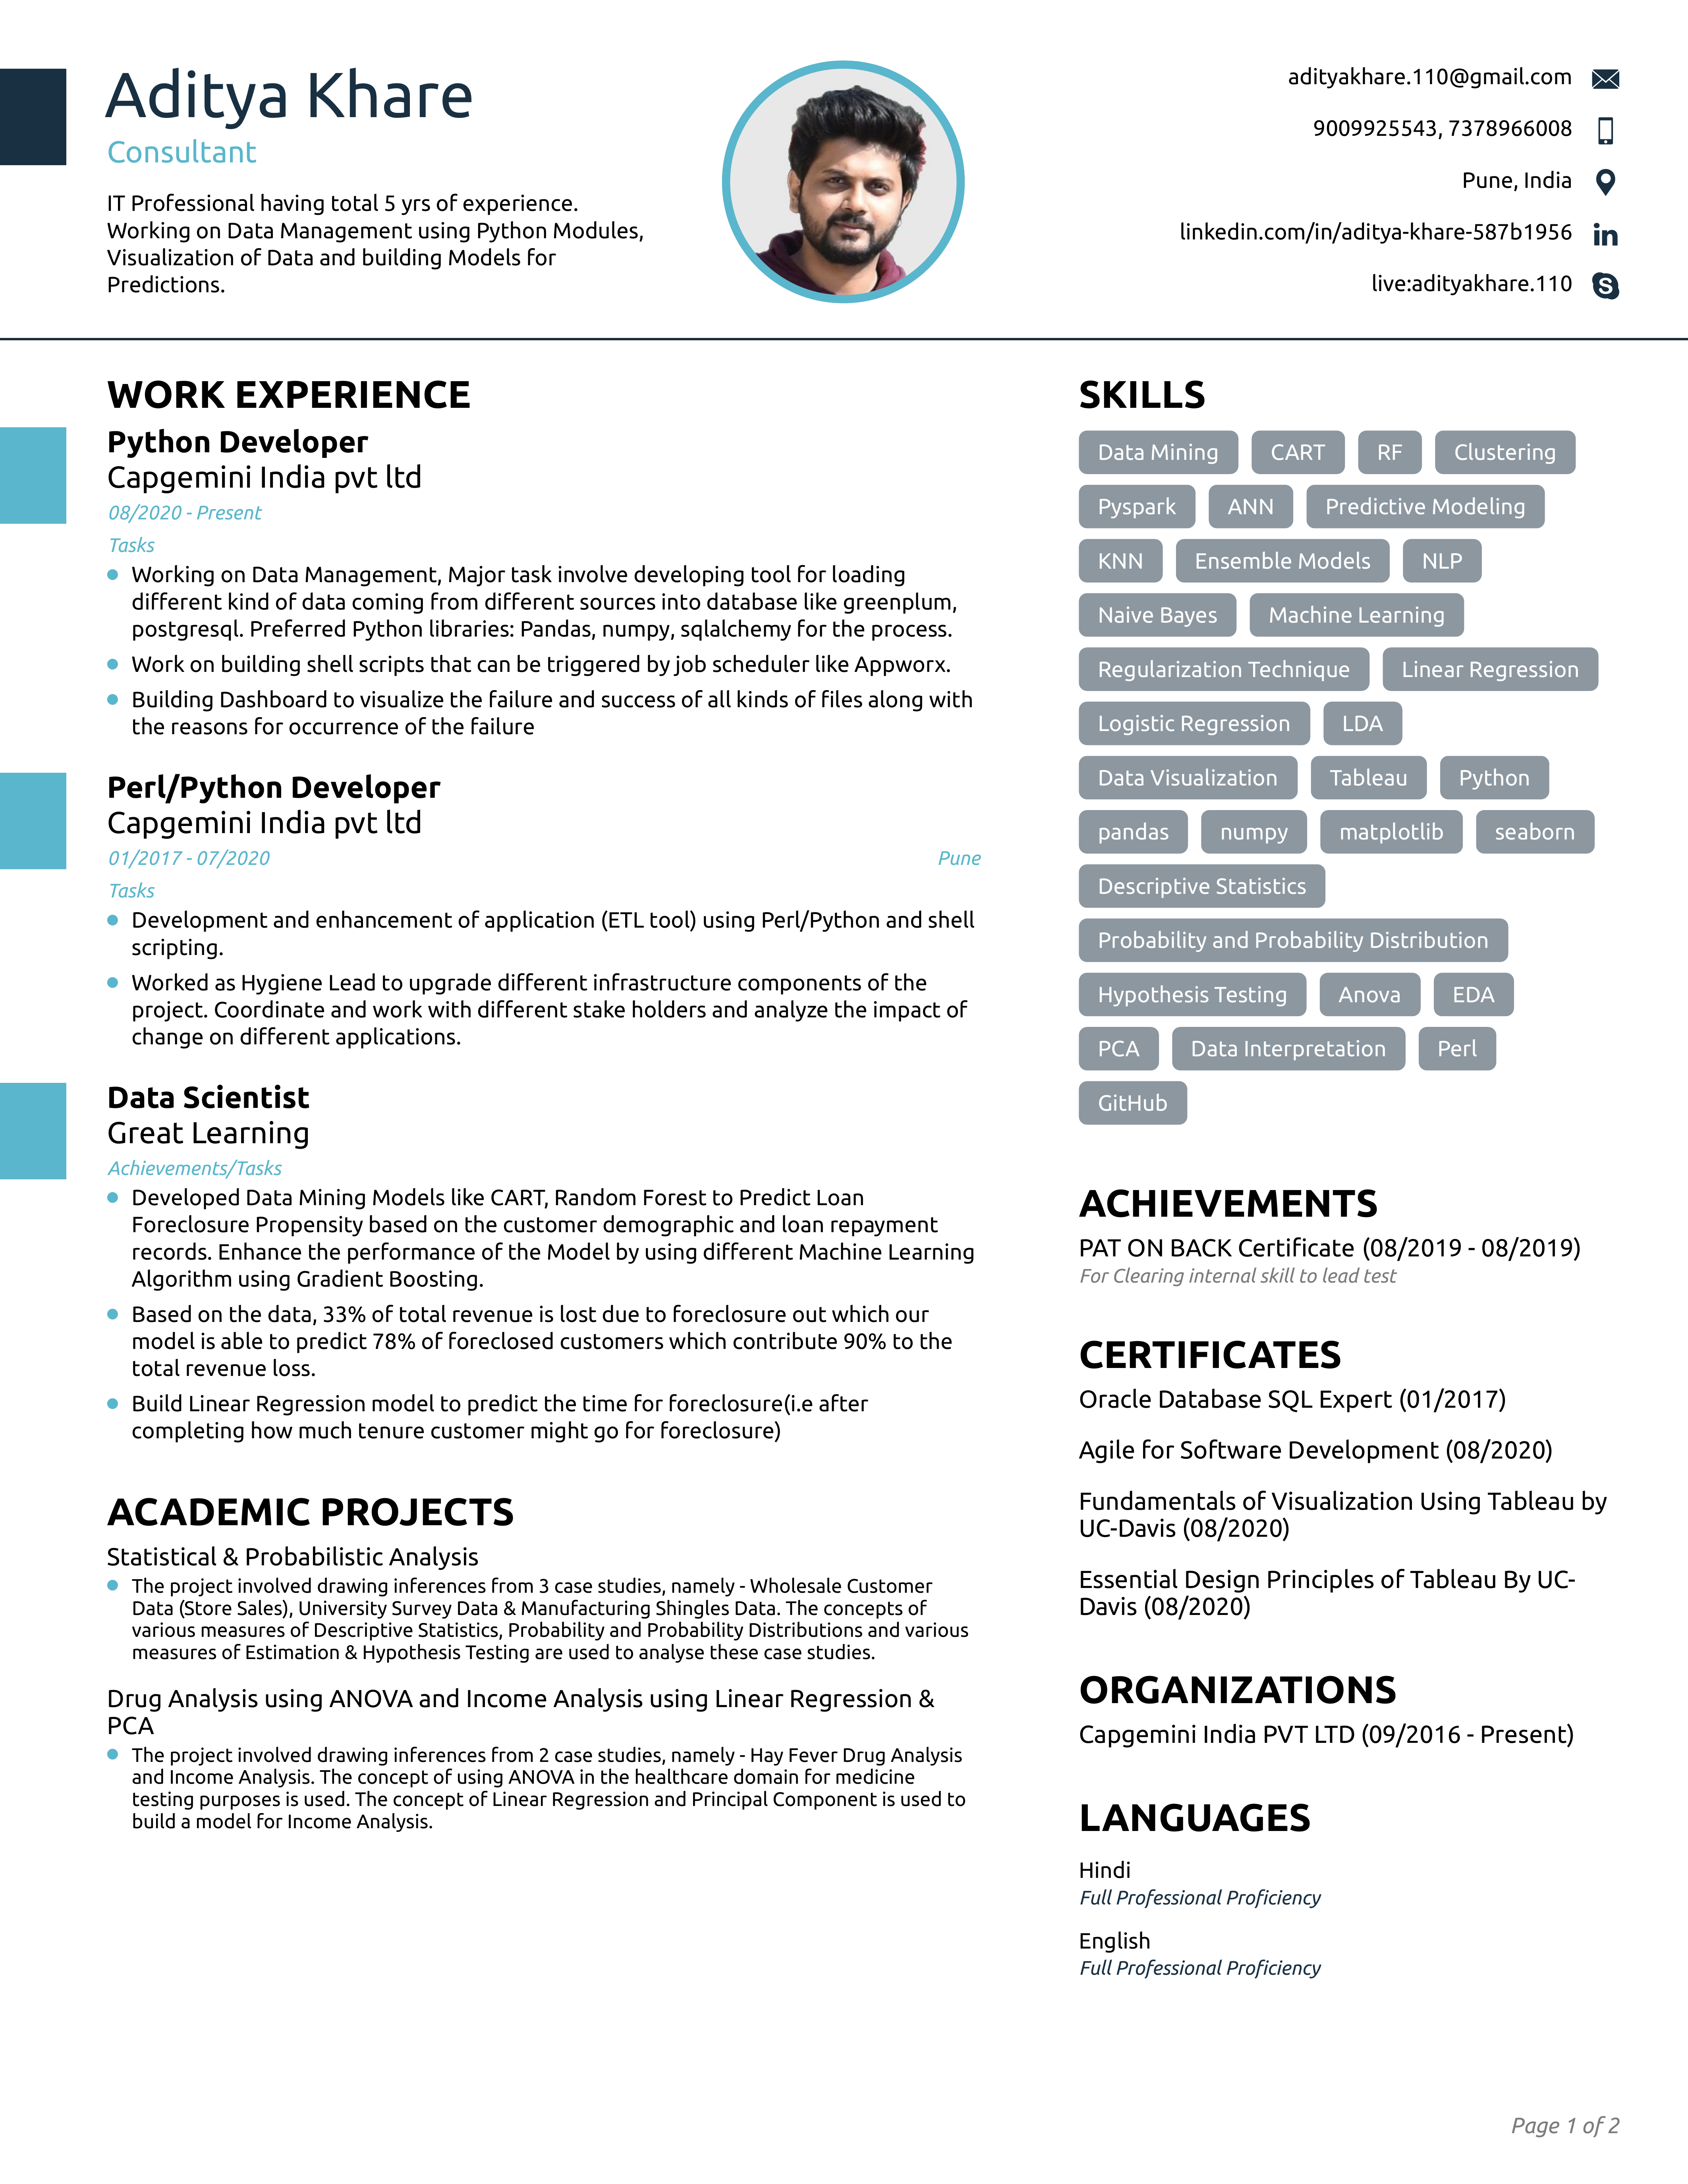 Aditya Khare
Consultant
IT Professional having total 5 yrs of experience.
Working on Data Management using Python Modules,
Visualization of Data and building Models for
Predictions.
adityakhare.110@gmail.com
9009925543, 7378966008
Pune, India
linkedin.com/in/aditya-khare-587b1956
live:adityakhare.110
WORK EXPERIENCE
Python Developer
Capgemini India pvt ltd
08/2020 - Present
Tasks
Working on Data Management, Major task involve developing tool for loading
different kind of data coming from different sources into database like greenplum,
postgresql. Preferred Python libraries: Pandas, numpy, sqlalchemy for the process.
Work on building shell scripts that can be triggered by job scheduler like Appworx.
Building Dashboard to visualize the failure and success of all kinds of files along with
the reasons for occurrence of the failure
Perl/Python Developer
Capgemini India pvt ltd
01/2017 - 07/2020 Pune
Tasks
Development and enhancement of application (ETL tool) using Perl/Python and shell
scripting.
Worked as Hygiene Lead to upgrade different infrastructure components of the
project. Coordinate and work with different stake holders and analyze the impact of
change on different applications.
Data Scientist
Great Learning
Achievements/Tasks
Developed Data Mining Models like CART, Random Forest to Predict Loan
Foreclosure Propensity based on the customer demographic and loan repayment
records. Enhance the performance of the Model by using different Machine Learning
Algorithm using Gradient Boosting.
Based on the data, 33% of total revenue is lost due to foreclosure out which our
model is able to predict 78% of foreclosed customers which contribute 90% to the
total revenue loss.
Build Linear Regression model to predict the time for foreclosure(i.e after
completing how much tenure customer might go for foreclosure)
ACADEMIC PROJECTS
Statistical & Probabilistic Analysis
The project involved drawing inferences from 3 case studies, namely - Wholesale Customer
Data (Store Sales), University Survey Data & Manufacturing Shingles Data. The concepts of
various measures of Descriptive Statistics, Probability and Probability Distributions and various
measures of Estimation & Hypothesis Testing are used to analyse these case studies.
Drug Analysis using ANOVA and Income Analysis using Linear Regression &
PCA
The project involved drawing inferences from 2 case studies, namely - Hay Fever Drug Analysis
and Income Analysis. The concept of using ANOVA in the healthcare domain for medicine
testing purposes is used. The concept of Linear Regression and Principal Component is used to
build a model for Income Analysis.
SKILLS
Data Mining CART RF Clustering
Pyspark ANN Predictive Modeling
KNN Ensemble Models NLP
Naive Bayes Machine Learning
Regularization Technique Linear Regression
Logistic Regression LDA
Data Visualization Tableau Python
pandas numpy matplotlib seaborn
Descriptive Statistics
Probability and Probability Distribution
Hypothesis Testing Anova EDA
PCA Data Interpretation Perl
GitHub
ACHIEVEMENTS
PAT ON BACK Certificate (08/2019 - 08/2019)
For Clearing internal skill to lead test
CERTIFICATES
Oracle Database SQL Expert (01/2017)
Agile for Software Development (08/2020)
Fundamentals of Visualization Using Tableau by
UC-Davis (08/2020)
Essential Design Principles of Tableau By UC-
Davis (08/2020)
ORGANIZATIONS
Capgemini India PVT LTD (09/2016 - Present)
LANGUAGES
Hindi
Full Professional Proficiency
English
Full Professional Proficiency
Page 1 of 2